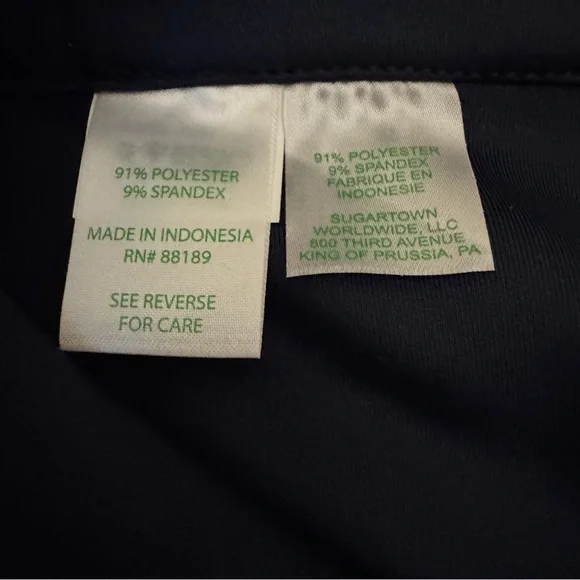 91% POLYESTER
9% SPANDEX
MADE IN INDONESIA
RN# 88189
SEE REVERSE
FOR CARE
91% POLYESTER
9% SPANDEX
FABRIQUE EN
INDONESIE
SUGARTOWN
WORLDWIDE, LLC
800 THIRD AVENUE
KING OF PRUSSIA, PA